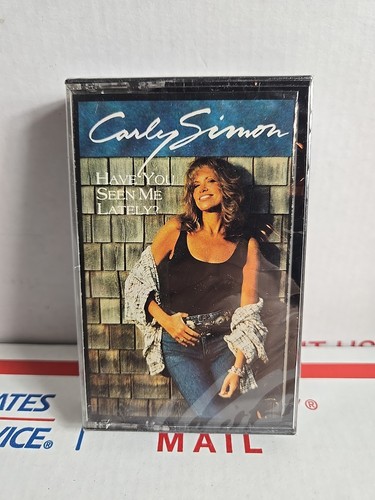 Carly Simon
HAVE YOU
SEEN ME
LATELY?
ATES
VICE®
®
MAIL